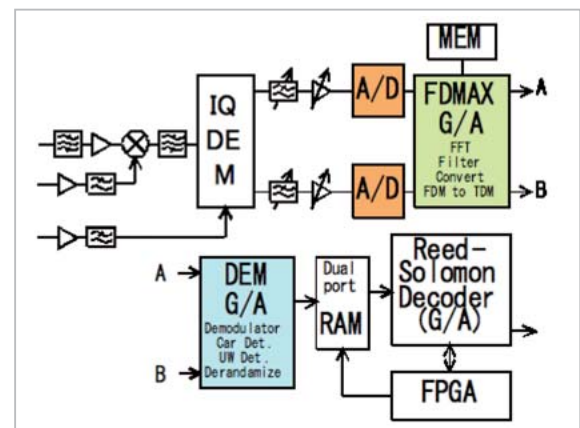 MEM
IQ
DE
M
A/D
FDMAX
G/A
FFT
Filter
Convert
FDM to TDM
A
A/D
B
A
DEM
G/A
Demodulator
Car Det.
UW Det.
Derandamize
B
Dual
port
RAM
Reed-
Solomon
Decoder
(G/A)
FPGA